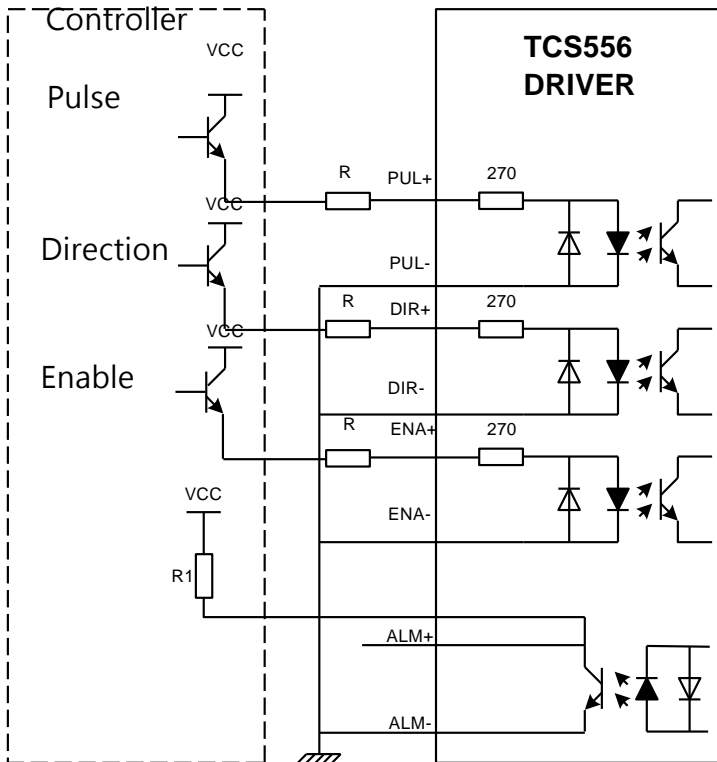 Controller
VCC
TCS556
DRIVER
Pulse
R
PUL+
270
VCC
PUL-
Direction
R
DIR+
270
VCC
Enable
DIR-
R
ENA+
270
VCC
ENA-
R1
ALM+
ALM-